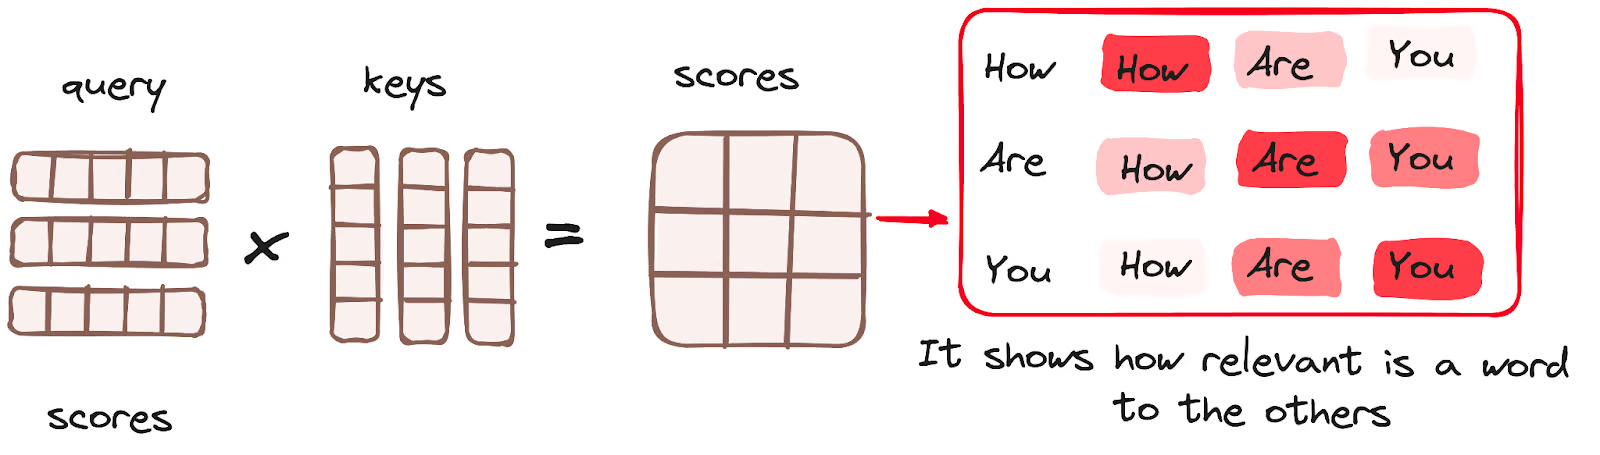 query
keys
scores
How How Are You
Are How Are You
You How Are You
x
=
It shows how relevant is a word
to the others
scores